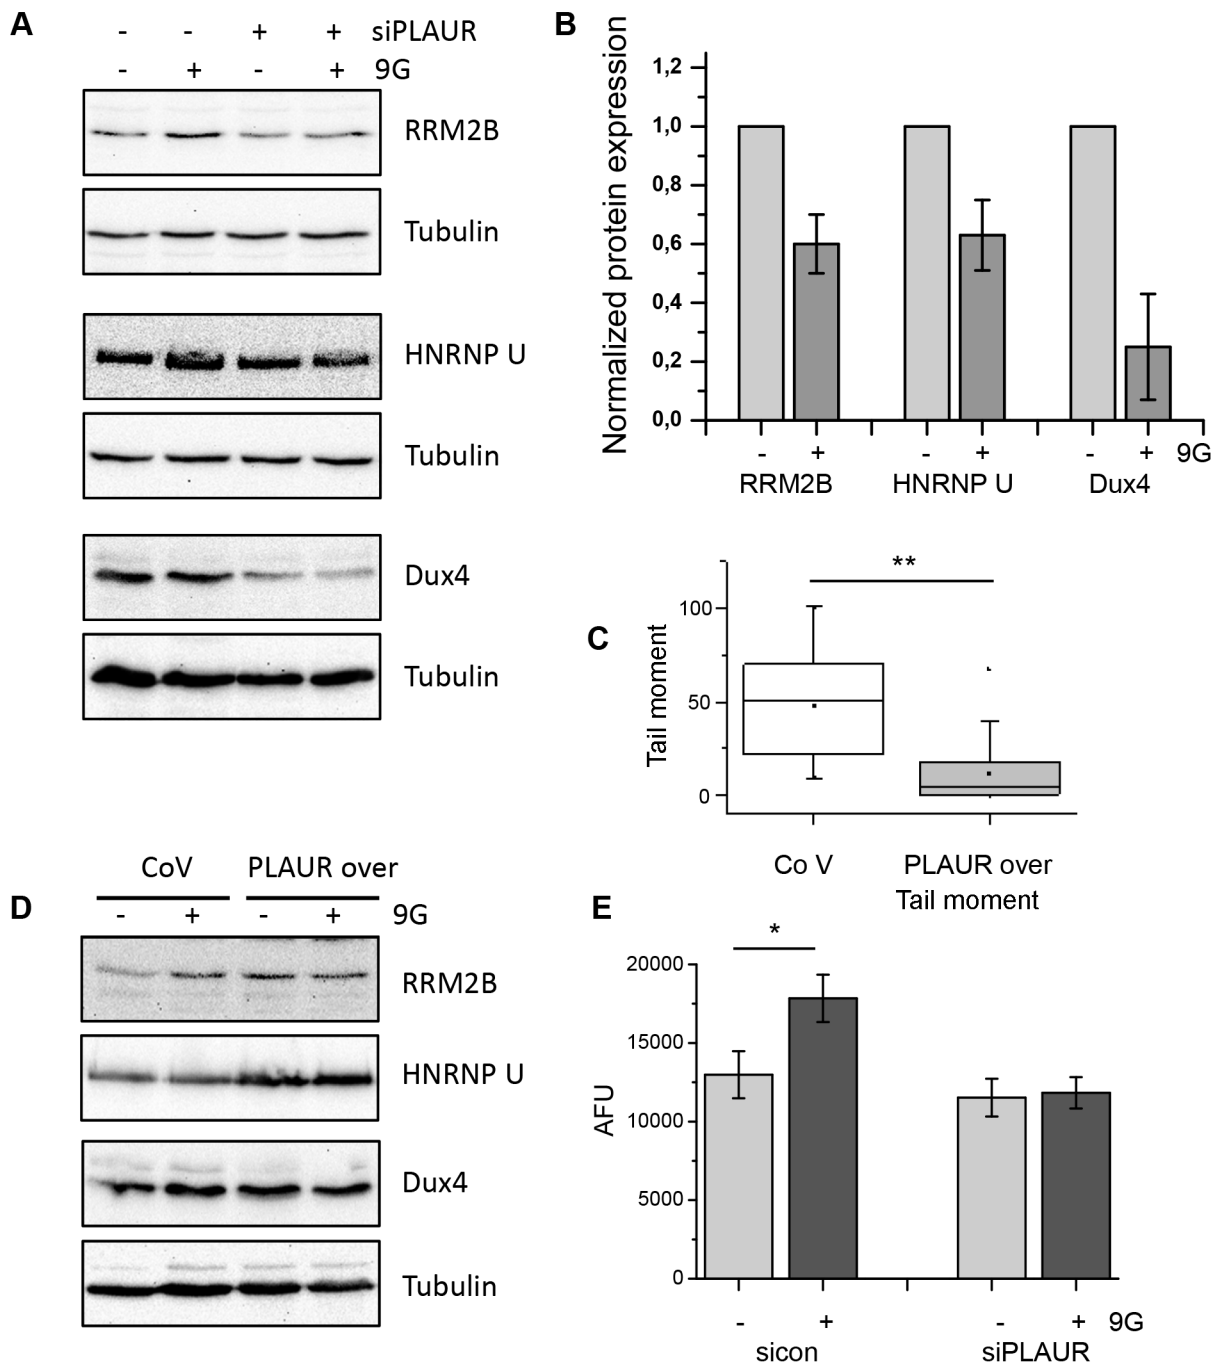 A
- - + + siPLAUR
- + - + 9G
RRM2B
Tubulin
HNRNP U
Tubulin
Dux4
Tubulin
B
Normalized protein expression
1,2
1,0
0,8
0,6
0,4
0,2
0,0
- + - + - + 9G
RRM2B HNRNP U Dux4
C
Tail moment
**
100
50
0
Co V PLAUR over
Tail moment
D
CoV PLAUR over
- + - + 9G
RRM2B
HNRNP U
Dux4
Tubulin
E
AFU
*
20000
15000
10000
5000
0
- + - + 9G
sicon siPLAUR